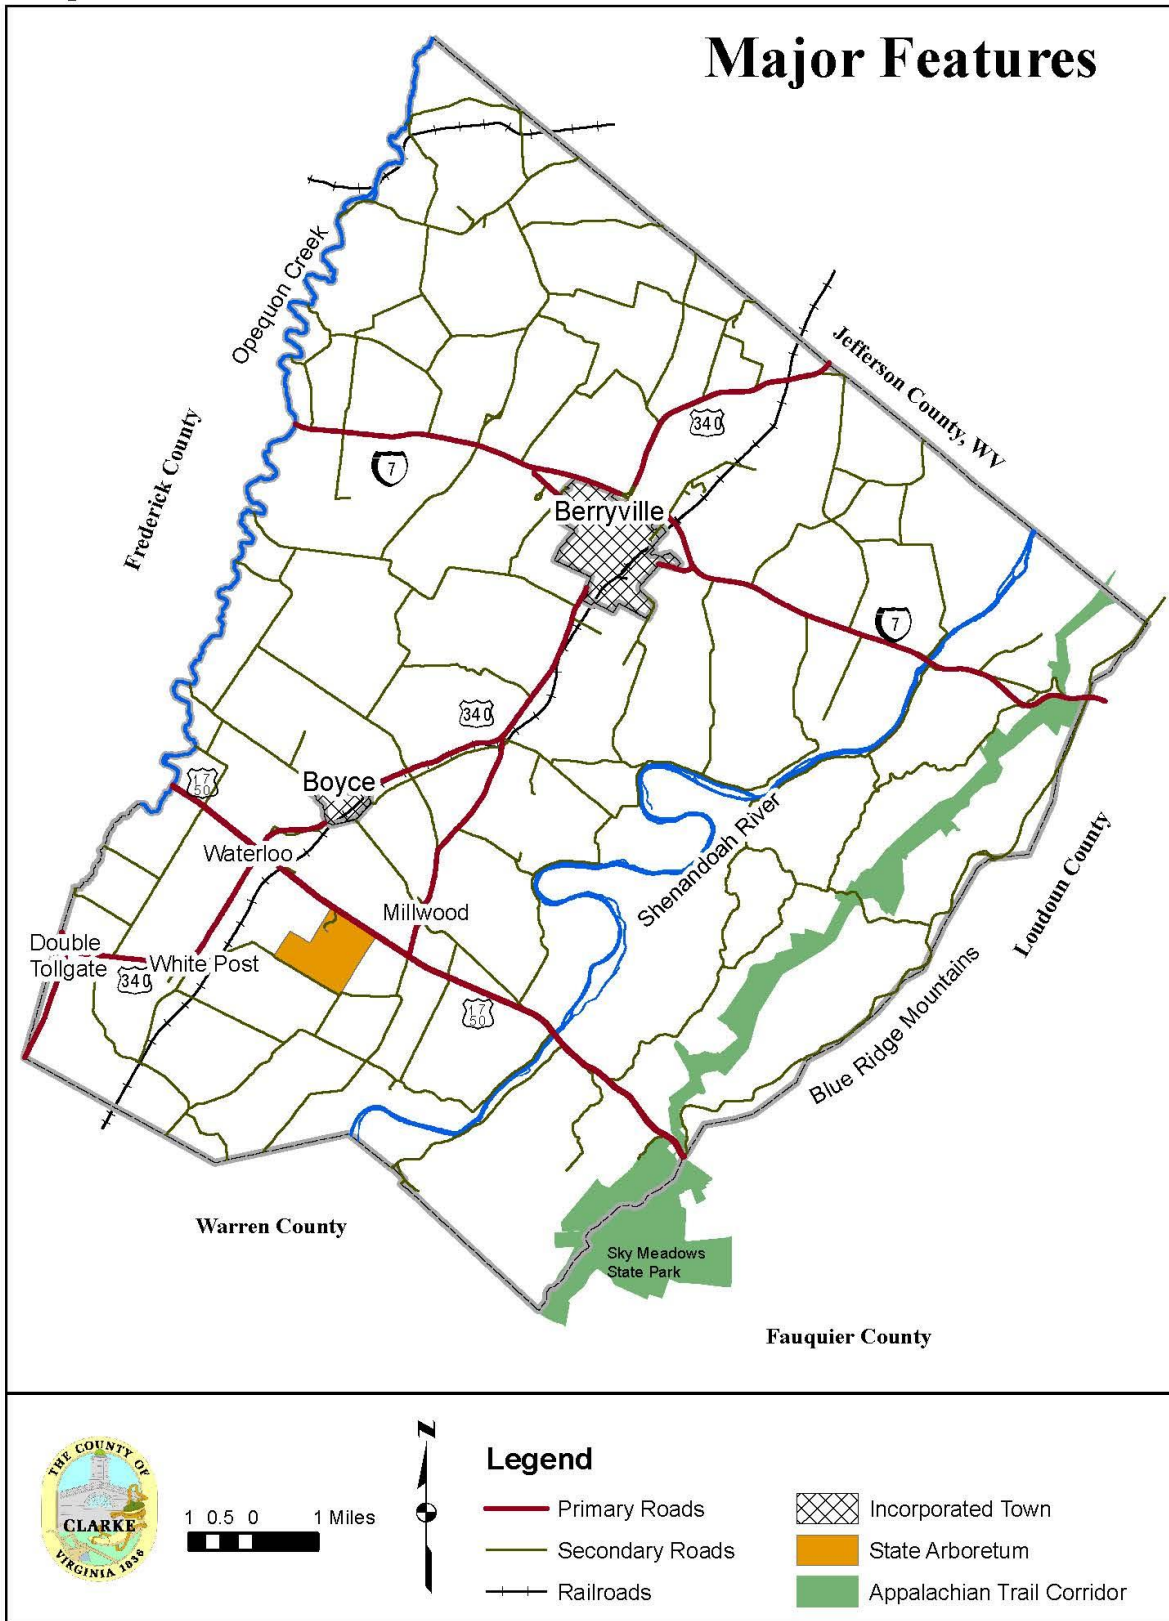 Major Features
Opequon Creek
Jefferson County, WV
340
Frederick County
7
Berryville
7
340
17
50
Boyce
Shenandoah River
Waterloo
Loudoun County
Millwood
Double
Tollgate
340
White Post
17
50
Blue Ridge Mountains
Warren County
Sky Meadows
State Park
Fauquier County
THE COUNTY OF
CLARKE
VIRGINIA 1836
1 0.5 0 1 Miles
N
Legend
Primary Roads
Secondary Roads
Railroads
Incorporated Town
State Arboretum
Appalachian Trail Corridor